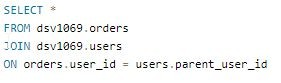 SELECT *
FROM dsv1069.orders
JOIN dsv1069.users
ON orders.user_id = users.parent_user_id